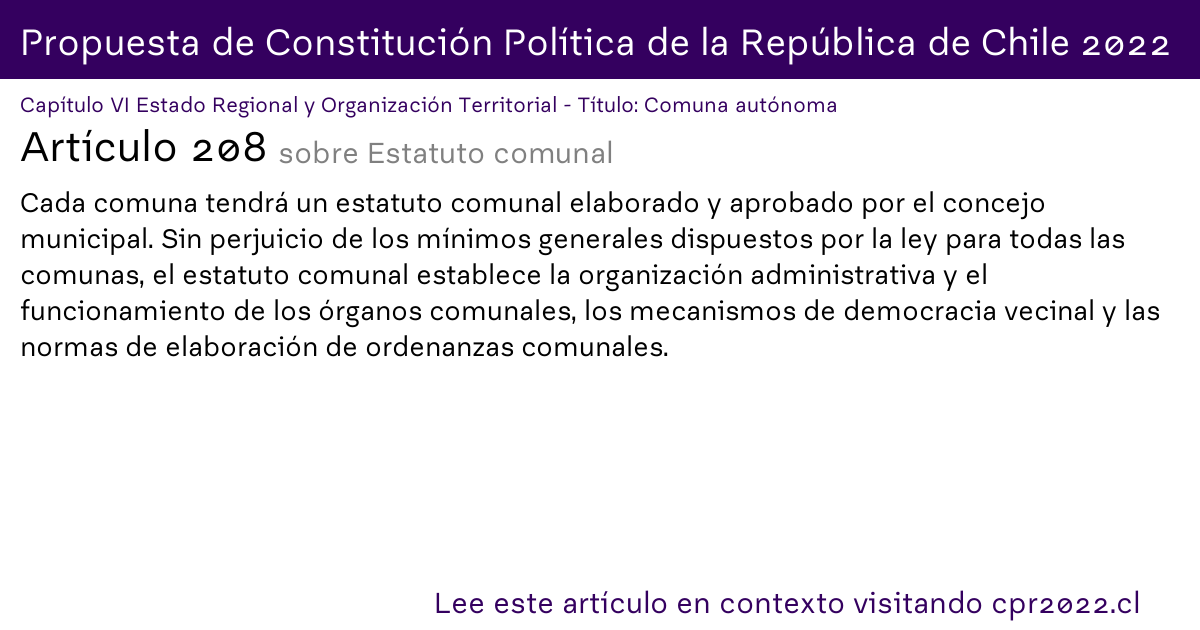 Propuesta de Constitución Política de la República de Chile 2022
Capítulo VI Estado Regional y Organización Territorial - Título: Comuna autónoma
Artículo 208 sobre Estatuto comunal
Cada comuna tendrá un estatuto comunal elaborado y aprobado por el concejo
municipal. Sin perjuicio de los mínimos generales dispuestos por la ley para todas las
comunas, el estatuto comunal establece la organización administrativa y el
funcionamiento de los órganos comunales, los mecanismos de democracia vecinal y las
normas de elaboración de ordenanzas comunales.
Lee este artículo en contexto visitando cpr2022.cl